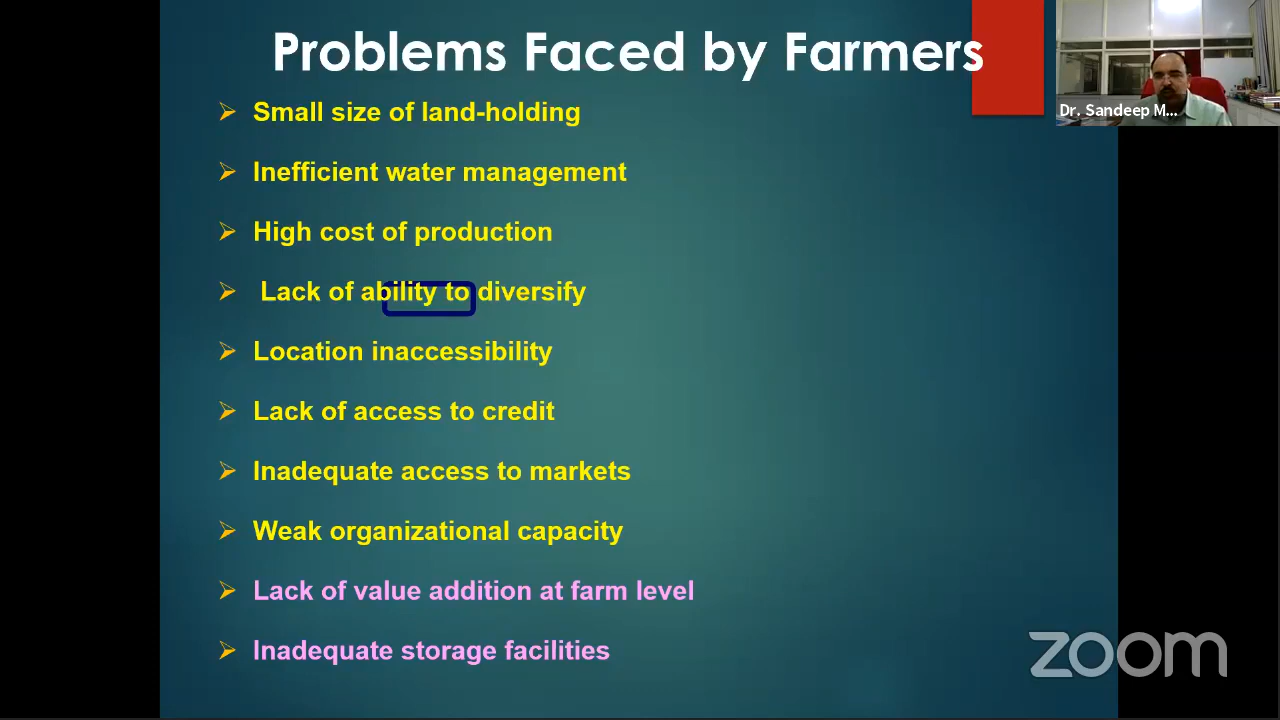 Problems Faced by Farmers
Small size of land-holding
Inefficient water management
High cost of production
Lack of ability to diversify
Location inaccessibility
Lack of access to credit
Inadequate access to markets
Weak organizational capacity
Lack of value addition at farm level
Inadequate storage facilities
Dr. Sandeep M...
zoom